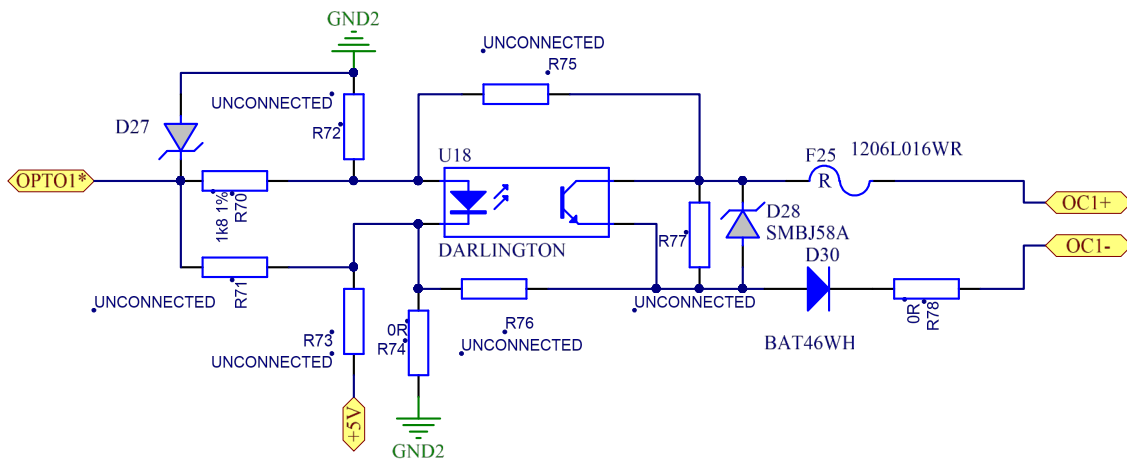 GND2
UNCONNECTED
R75
D27
UNCONNECTED
R72
U18
F25
1206L016WR
R
OPTO1*
1k8 1%
R70
OC1+
R77
D28
SMBJ58A
DARLINGTON
D30
OC1-
R71
UNCONNECTED
UNCONNECTED
R73
UNCONNECTED
0R
R74
R76
UNCONNECTED
0R
R78
BAT46WH
+5V
GND2